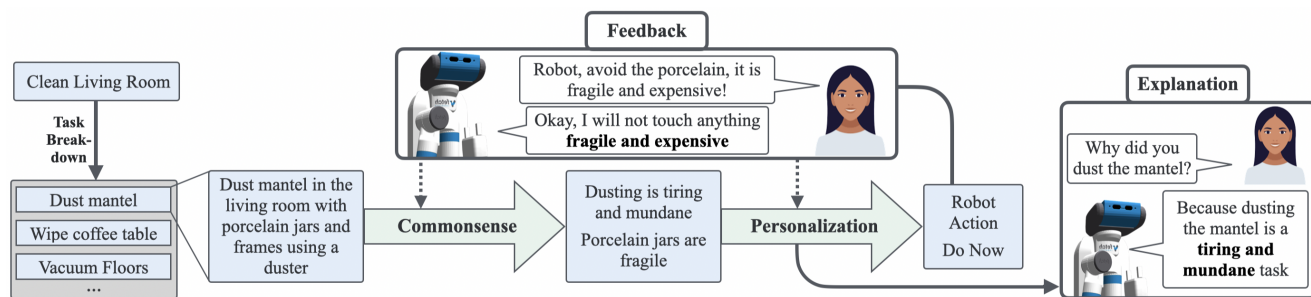 Feedback
Robot, avoid the porcelain, it is
fragile and expensive!
Okay, I will not touch anything
fragile and expensive
Clean Living Room
Task
Break-
down
Dust mantel
Wipe coffee table
Vacuum Floors
...
Dust mantel in the
living room with
porcelain jars and
frames using a
duster
Commonsense
Dusting is tiring
and mundane
Porcelain jars are
fragile
Personalization
Robot
Action
Do Now
Explanation
Why did you
dust the mantel?
Because dusting
the mantel is a
tiring and
mundane task